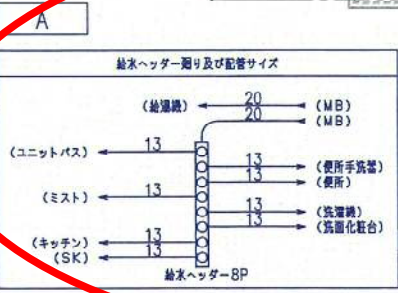 A
給水ヘッダー廻り及び配管サイズ
(給湯機) 20 (MB)
20 (MB)
(ユニットバス) 13
13 (便所手洗器)
13 (便所)
(ミスト) 13
13 (洗濯機)
13 (洗面化粧台)
(キッチン) 13
(SK) 13
給水ヘッダー8P